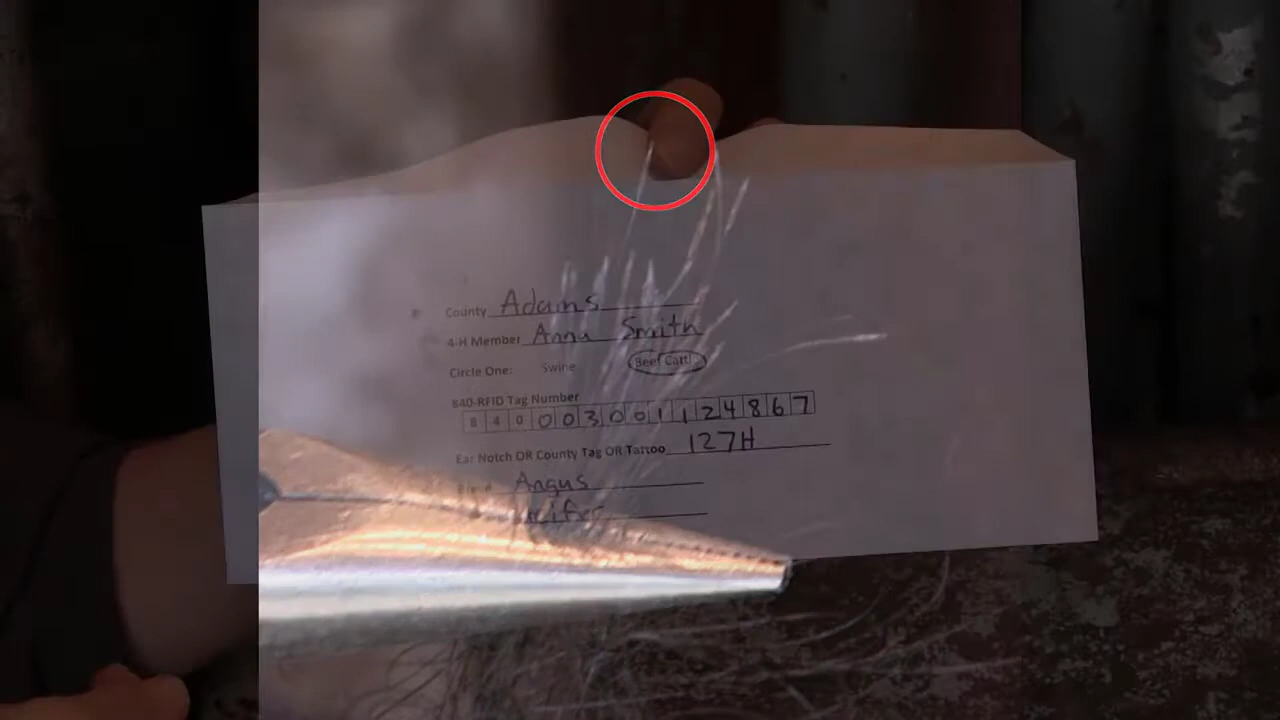 County Adams
4-H Member Anna Smith
Circle One: Swine Beef Cattle
840-RFID Tag Number
8 4 0 0 0 3 0 0 1 1 2 4 8 6 7
Ear Notch OR County Tag OR Tattoo 127H
Angus
Heifer